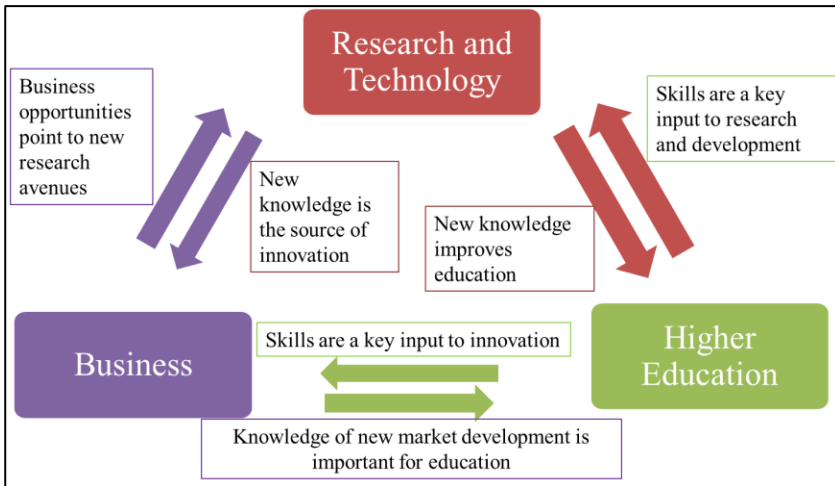 Research and
Technology
Business
opportunities
point to new
research
avenues
Skills are a key
input to research
and development
New
knowledge is
the source of
innovation
New knowledge
improves
education
Business
Skills are a key input to innovation
Higher
Education
Knowledge of new market development is
important for education